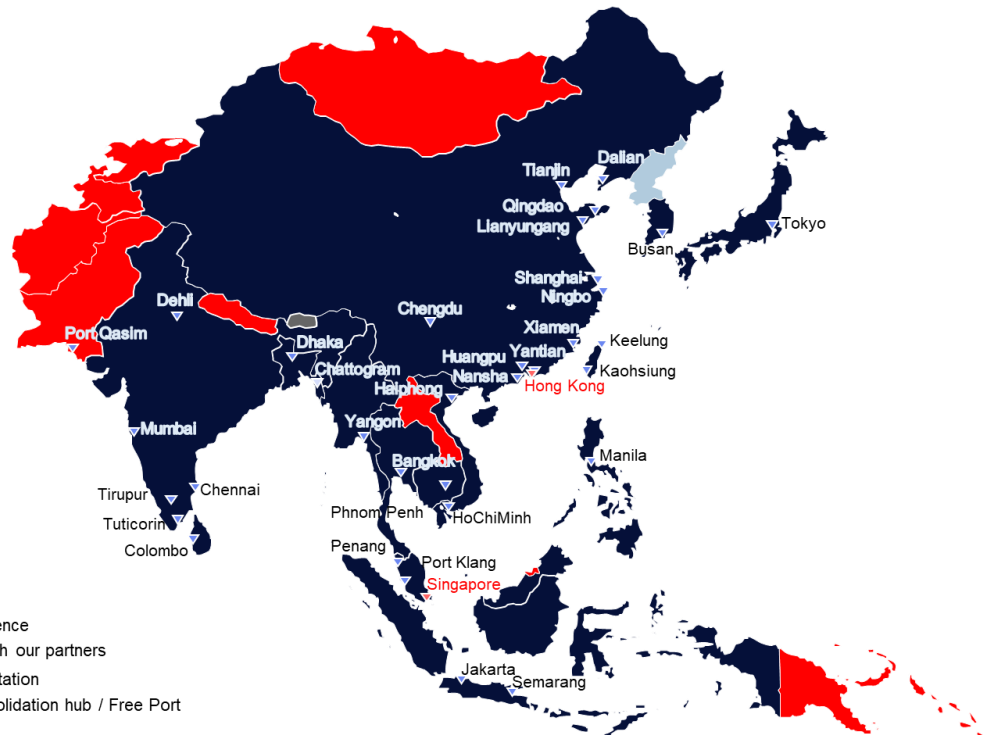 Tianjin
Dalian
Qingdao
Lianyungang
Tokyo
Busan
Shanghai
Ningbo
Dehli
Chengdu
Port Qasim
Xiamen
Keelung
Dhaka
Huangpu
Yantian
Chattogram
Nansha
Kaohsiung
Hong Kong
Haiphong
Yangon
Mumbai
Manila
Bangkok
Chennai
Tirupur
Phnom Penh
HoChiMinh
Tuticorin
Colombo
Penang
Port Klang
Singapore
ence
h our partners
Jakarta
tation
Semarang
olidation hub / Free Port